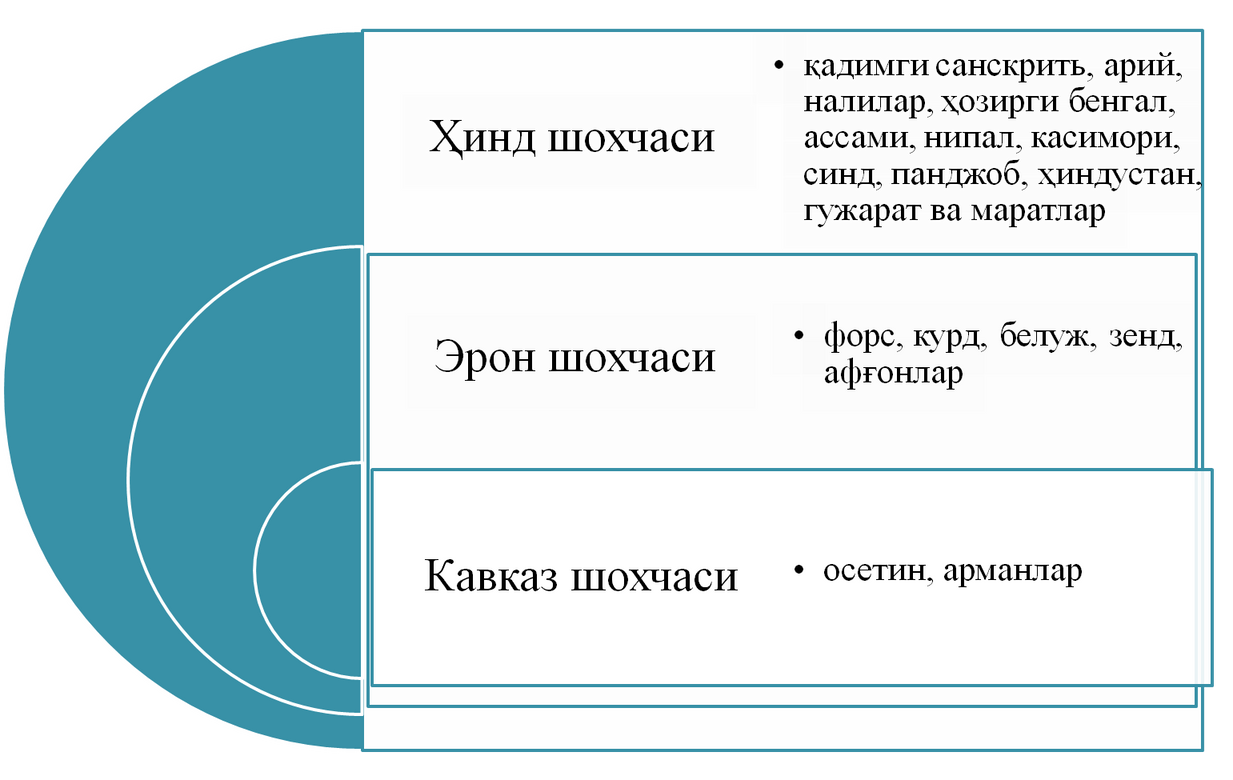 Ҳинд шохчаси
• қадимги санскрить, арий,
налилар, ҳозирги бенгал,
ассами, нипал, касимори,
синд, панджоб, ҳиндустан,
гужарат ва маратлар
Эрон шохчаси
• форс, курд, белуж, зенд,
афғонлар
Кавказ шохчаси
• осетин, арманлар